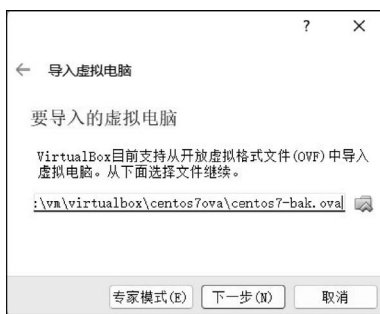 ?
×
← 导入虚拟电脑
要导入的虚拟电脑
VirtualBox目前支持从开放虚拟格式文件(OVF)中导入
虚拟电脑。从下面选择文件继续。
:\vm\virtualbox\centos7ova\centos7-bak.ova
专家模式(E) 下一步(N) 取消